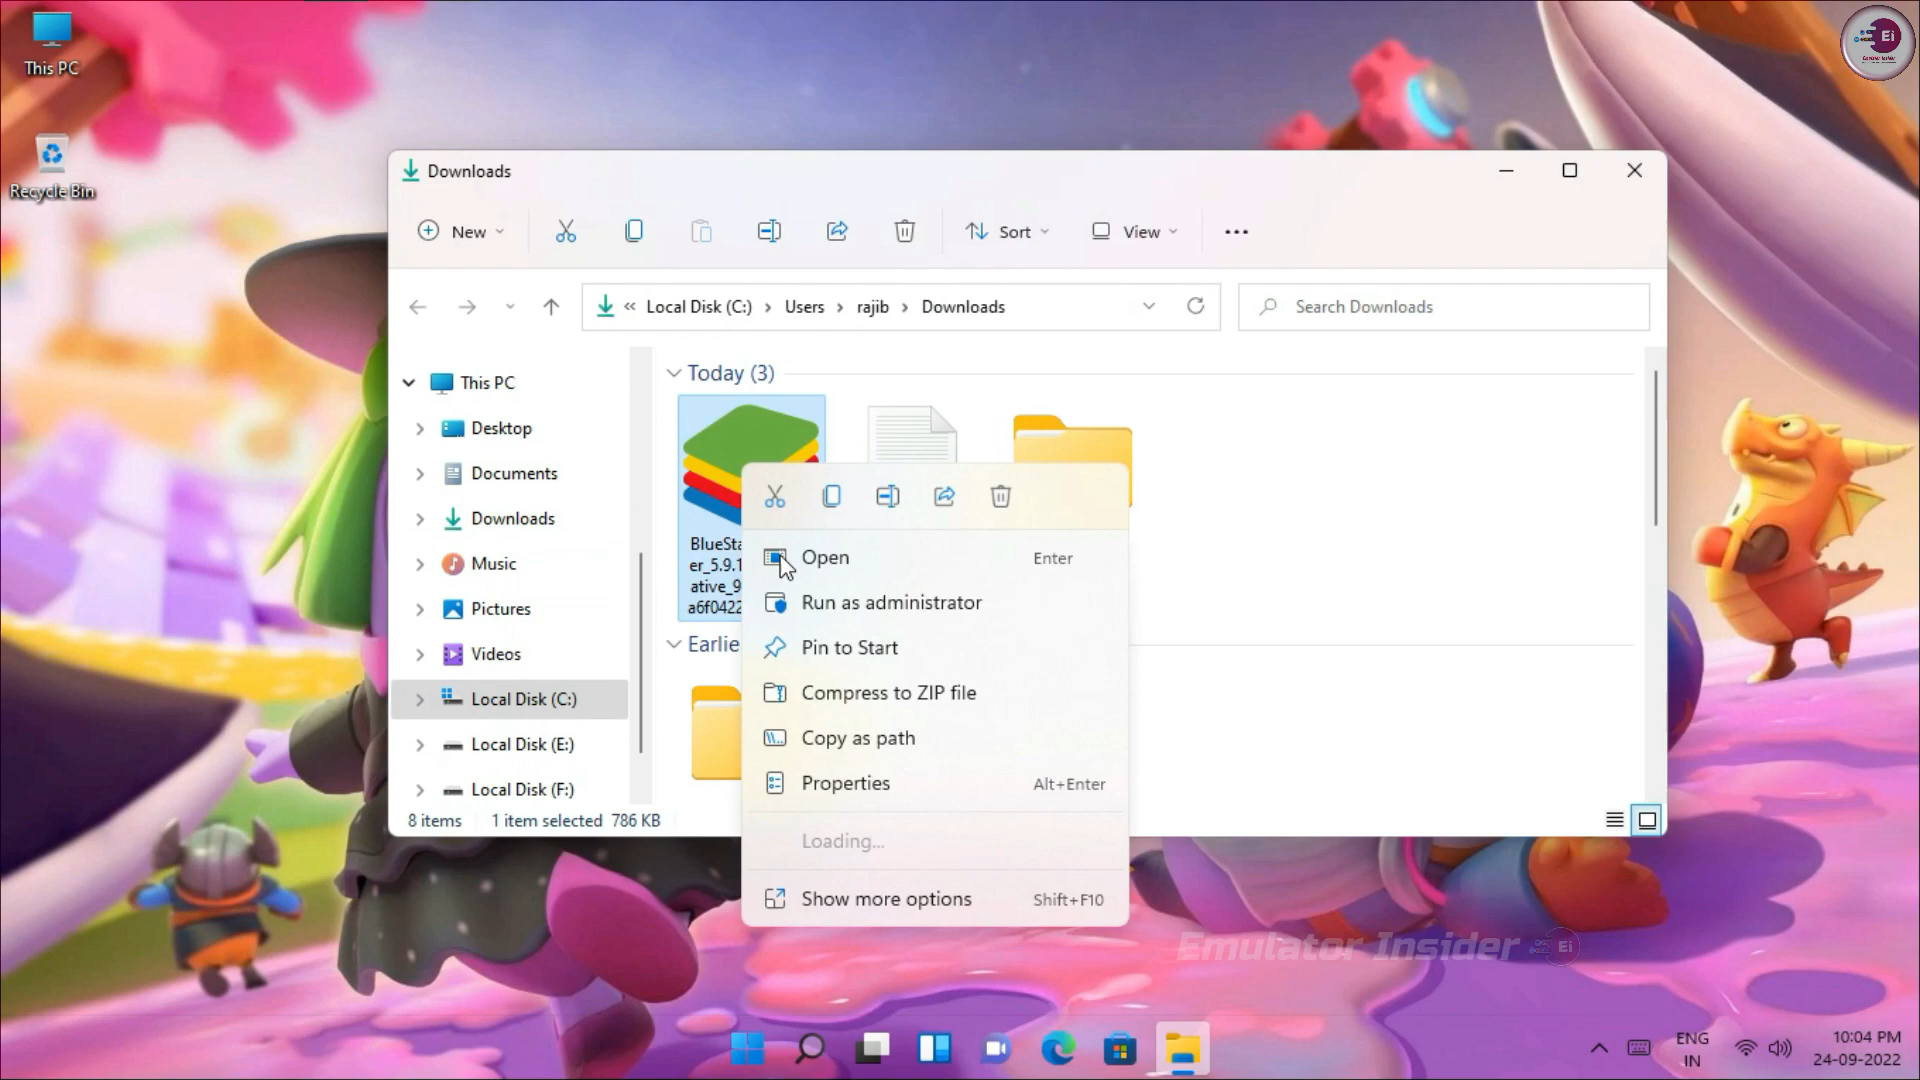 This PC
Recycle Bin
Ei
Downloads
New
Sort
View
« Local Disk (C:) > Users > rajib > Downloads
Search Downloads
This PC
Desktop
Documents
Downloads
Music
Pictures
Videos
Local Disk (C:)
Local Disk (E:)
Local Disk (F:)
Today (3)
BlueSta
er_5.9.1
ative_9
a6f0422
Earlie
Open Enter
Run as administrator
Pin to Start
Compress to ZIP file
Copy as path
Properties Alt+Enter
Loading...
Show more options Shift+F10
8 items 1 item selected 786 KB
Emulator Insider Ei
ENG
IN
10:04 PM
24-09-2022